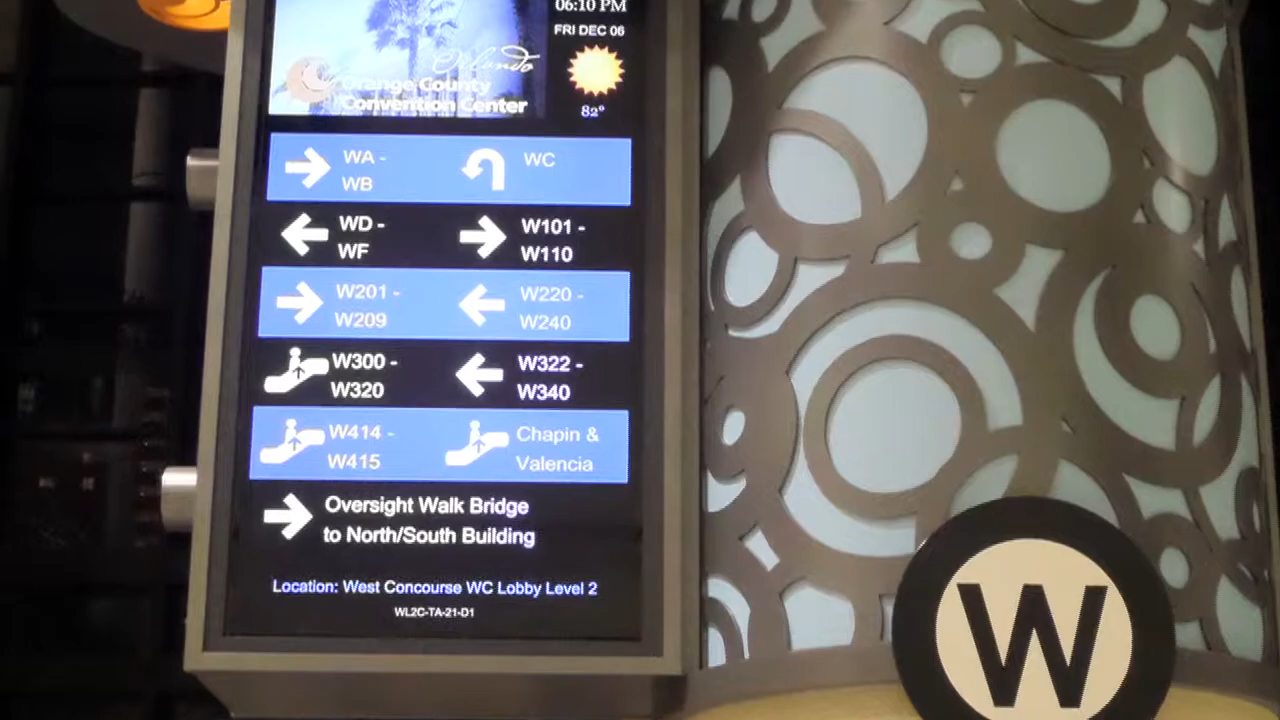 06:10 PM
FRI DEC 06
Orlando
Orange County
Convention Center
82°
WA -
WB
WC
WD -
WF
W101 -
W110
W201 -
W209
W220 -
W240
W300 -
W320
W322 -
W340
W414 -
W415
Chapin &
Valencia
Oversight Walk Bridge
to North/South Building
Location: West Concourse WC Lobby Level 2
WL2C-TA-21-D1
W